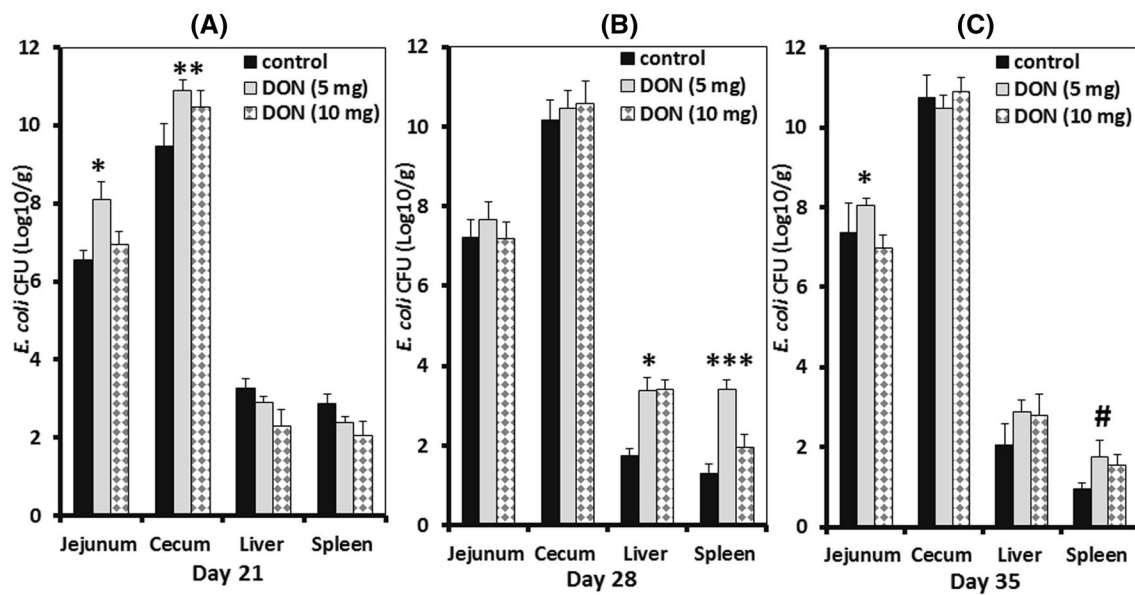 (A)
E. coli CFU (Log10/g)
12
10
8
6
4
2
0
control
DON (5 mg)
DON (10 mg)
*
**
Jejunum Cecum Liver Spleen
Day 21
(B)
E. coli CFU (Log10/g)
12
10
8
6
4
2
0
control
DON (5 mg)
DON (10 mg)
*
***
Jejunum Cecum Liver Spleen
Day 28
(C)
E. coli CFU (Log10/g)
12
10
8
6
4
2
0
control
DON (5 mg)
DON (10 mg)
*
#
Jejunum Cecum Liver Spleen
Day 35